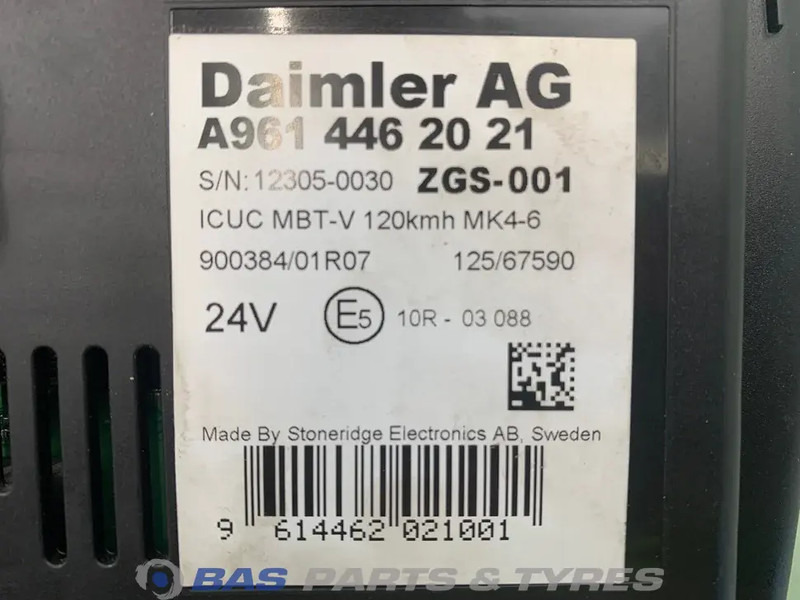 Daimler AG
A961 446 20 21
S/N: 12305-0030 ZGS-001
ICUC MBT-V 120kmh MK4-6
900384/01R07 125/67590
24V E5 10R - 03 088
Made By Stoneridge Electronics AB, Sweden
9 614462 021001
BAS PARTS & TYRES